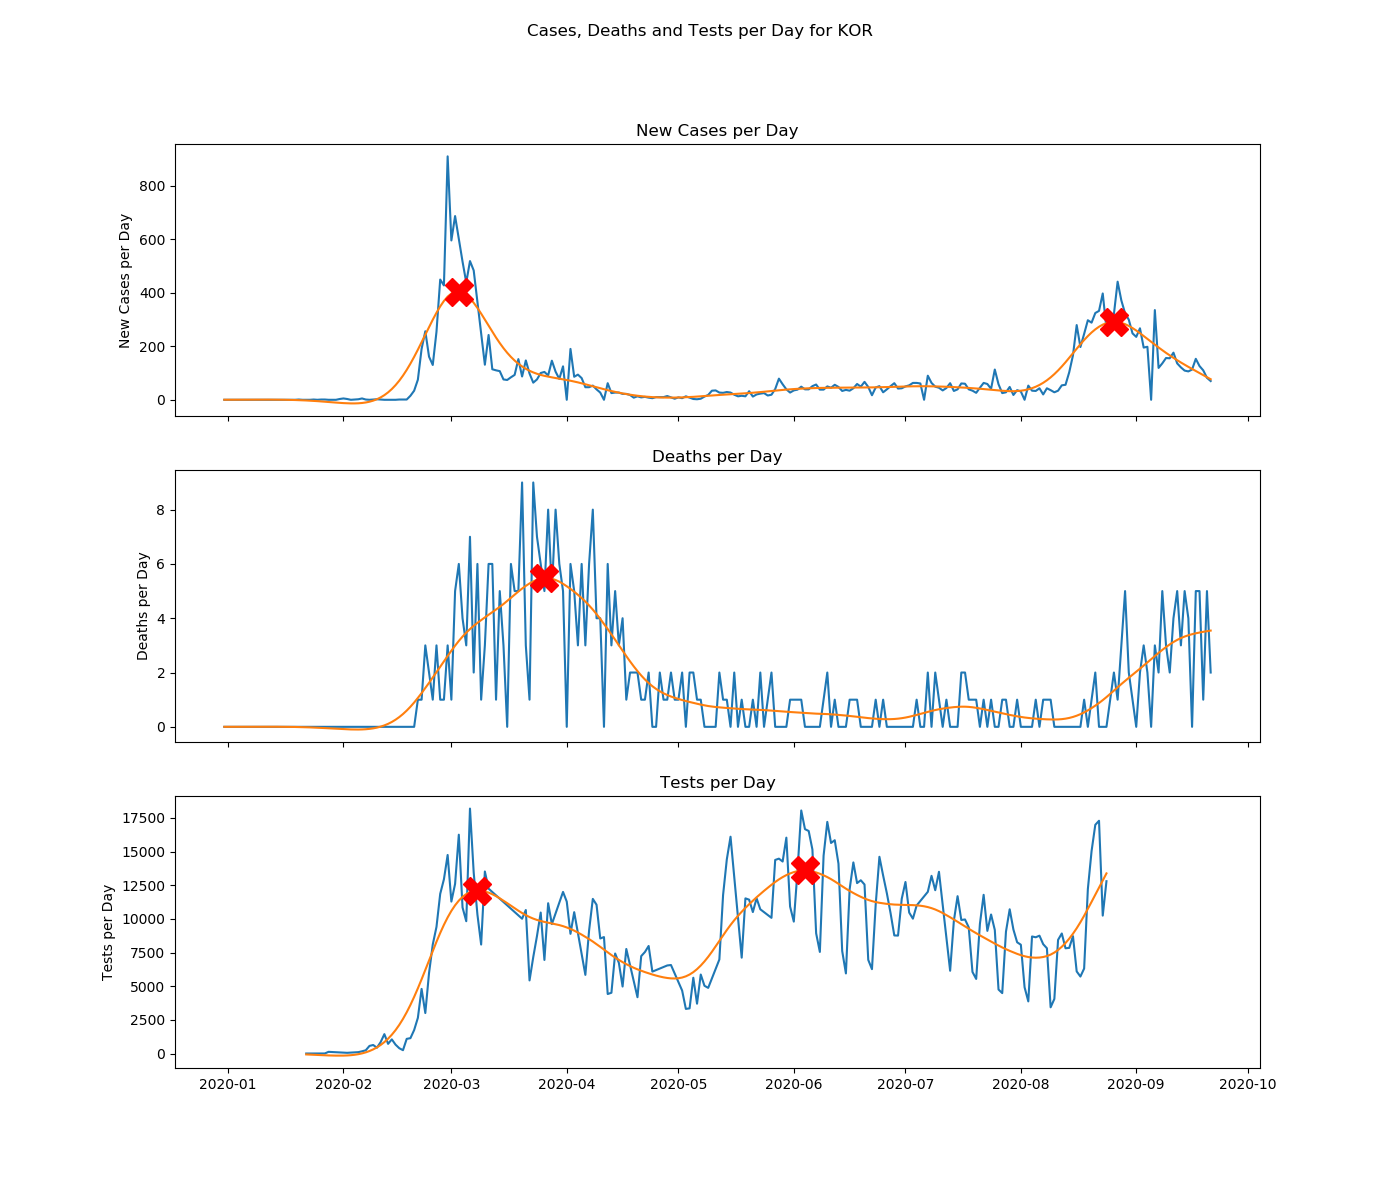 Cases, Deaths and Tests per Day for KOR
New Cases per Day
New Cases per Day
800
600
400
200
0
Deaths per Day
Deaths per Day
8
6
4
2
0
Tests per Day
Tests per Day
17500
15000
12500
10000
7500
5000
2500
0
2020-01 2020-02 2020-03 2020-04 2020-05 2020-06 2020-07 2020-08 2020-09 2020-10